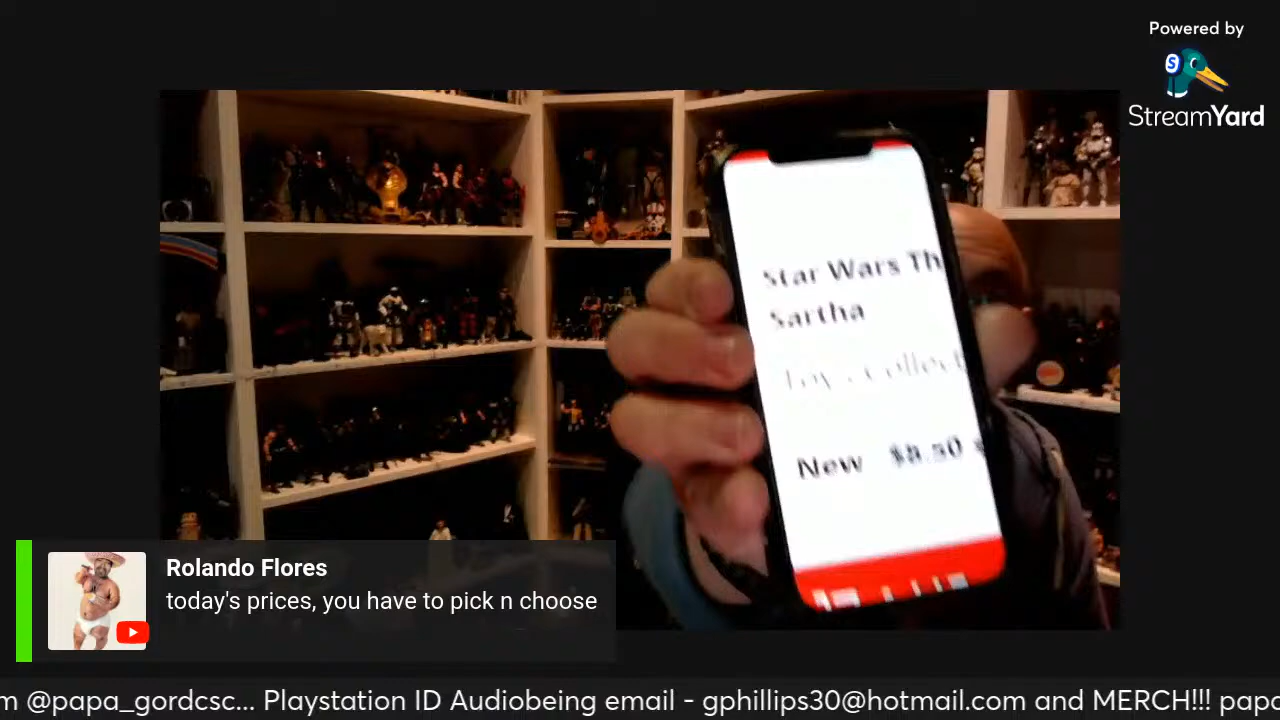 Powered by
StreamYard
Star Wars Th
Sartha
Toy
New $8.50
Rolando Flores
today's prices, you have to pick n choose
m @papa_gordcsc... Playstation ID Audiobeing email - gphillips30@hotmail.com and MERCH!!! papa